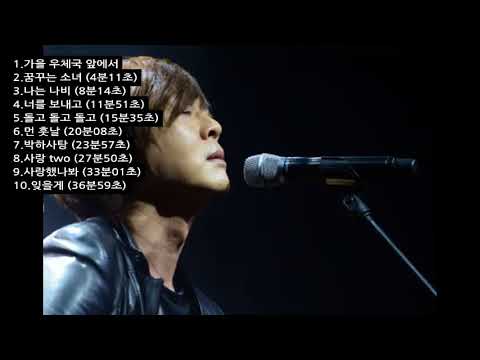 1.가을 우체국 앞에서
2.꿈꾸는 소녀 (4분11초)
3.나는 나비 (8분14초)
4.너를 보내고 (11분51초)
5.돌고 돌고 돌고 (15분35초)
6.먼 훗날 (20분08초)
7.박하사탕 (23분57초)
8.사랑 two (27분50초)
9.사랑했나봐 (33분01초)
10.잊을게 (36분59초)